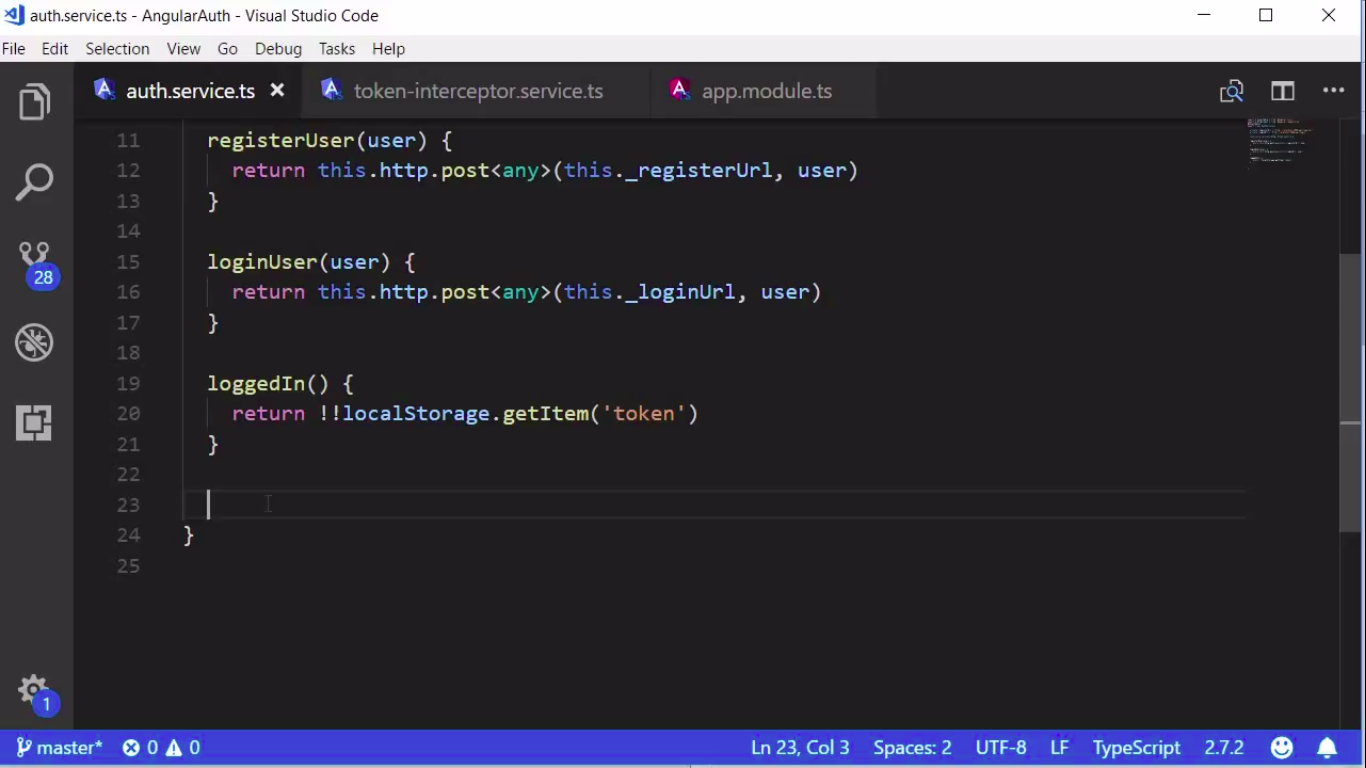 auth.service.ts - AngularAuth - Visual Studio Code
File Edit Selection View Go Debug Tasks Help
auth.service.ts token-interceptor.service.ts app.module.ts
11 registerUser(user) {
12 return this.http.post<any>(this._registerUrl, user)
13 }
14
15 loginUser(user) {
16 return this.http.post<any>(this._loginUrl, user)
17 }
18
19 loggedIn() {
20 return !!localStorage.getItem('token')
21 }
22
23
24 }
25
28
1
master* 0 0 Ln 23, Col 3 Spaces: 2 UTF-8 LF TypeScript 2.7.2